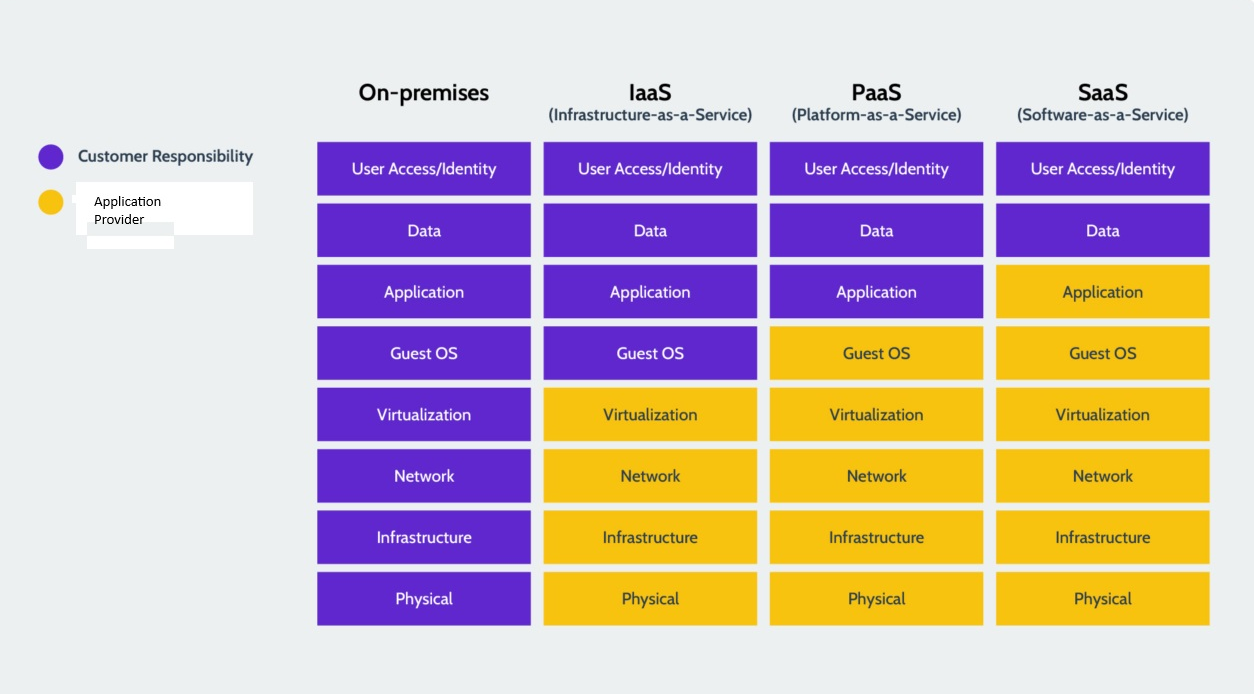 On-premises
IaaS
(Infrastructure-as-a-Service)
PaaS
(Platform-as-a-Service)
SaaS
(Software-as-a-Service)
Customer Responsibility
Application
Provider
User Access/Identity
User Access/Identity
User Access/Identity
User Access/Identity
Data
Data
Data
Data
Application
Application
Application
Application
Guest OS
Guest OS
Guest OS
Guest OS
Virtualization
Virtualization
Virtualization
Virtualization
Network
Network
Network
Network
Infrastructure
Infrastructure
Infrastructure
Infrastructure
Physical
Physical
Physical
Physical